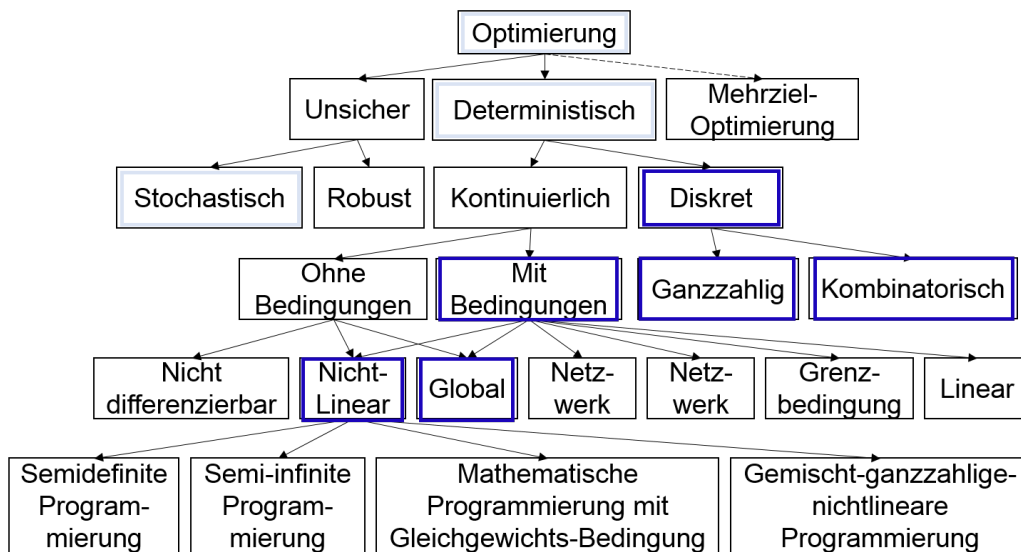 Optimierung
Unsicher
Deterministisch
Mehrziel-
Optimierung
Stochastisch
Robust
Kontinuierlich
Diskret
Ohne
Bedingungen
Mit
Bedingungen
Ganzzahlig
Kombinatorisch
Nicht
differenzierbar
Nicht-
Linear
Global
Netz-
werk
Netz-
werk
Grenz-
bedingung
Linear
Semidefinite
Program-
mierung
Semi-infinite
Program-
mierung
Mathematische
Programmierung mit
Gleichgewichts-Bedingung
Gemischt-ganzzahlige-
nichtlineare
Programmierung